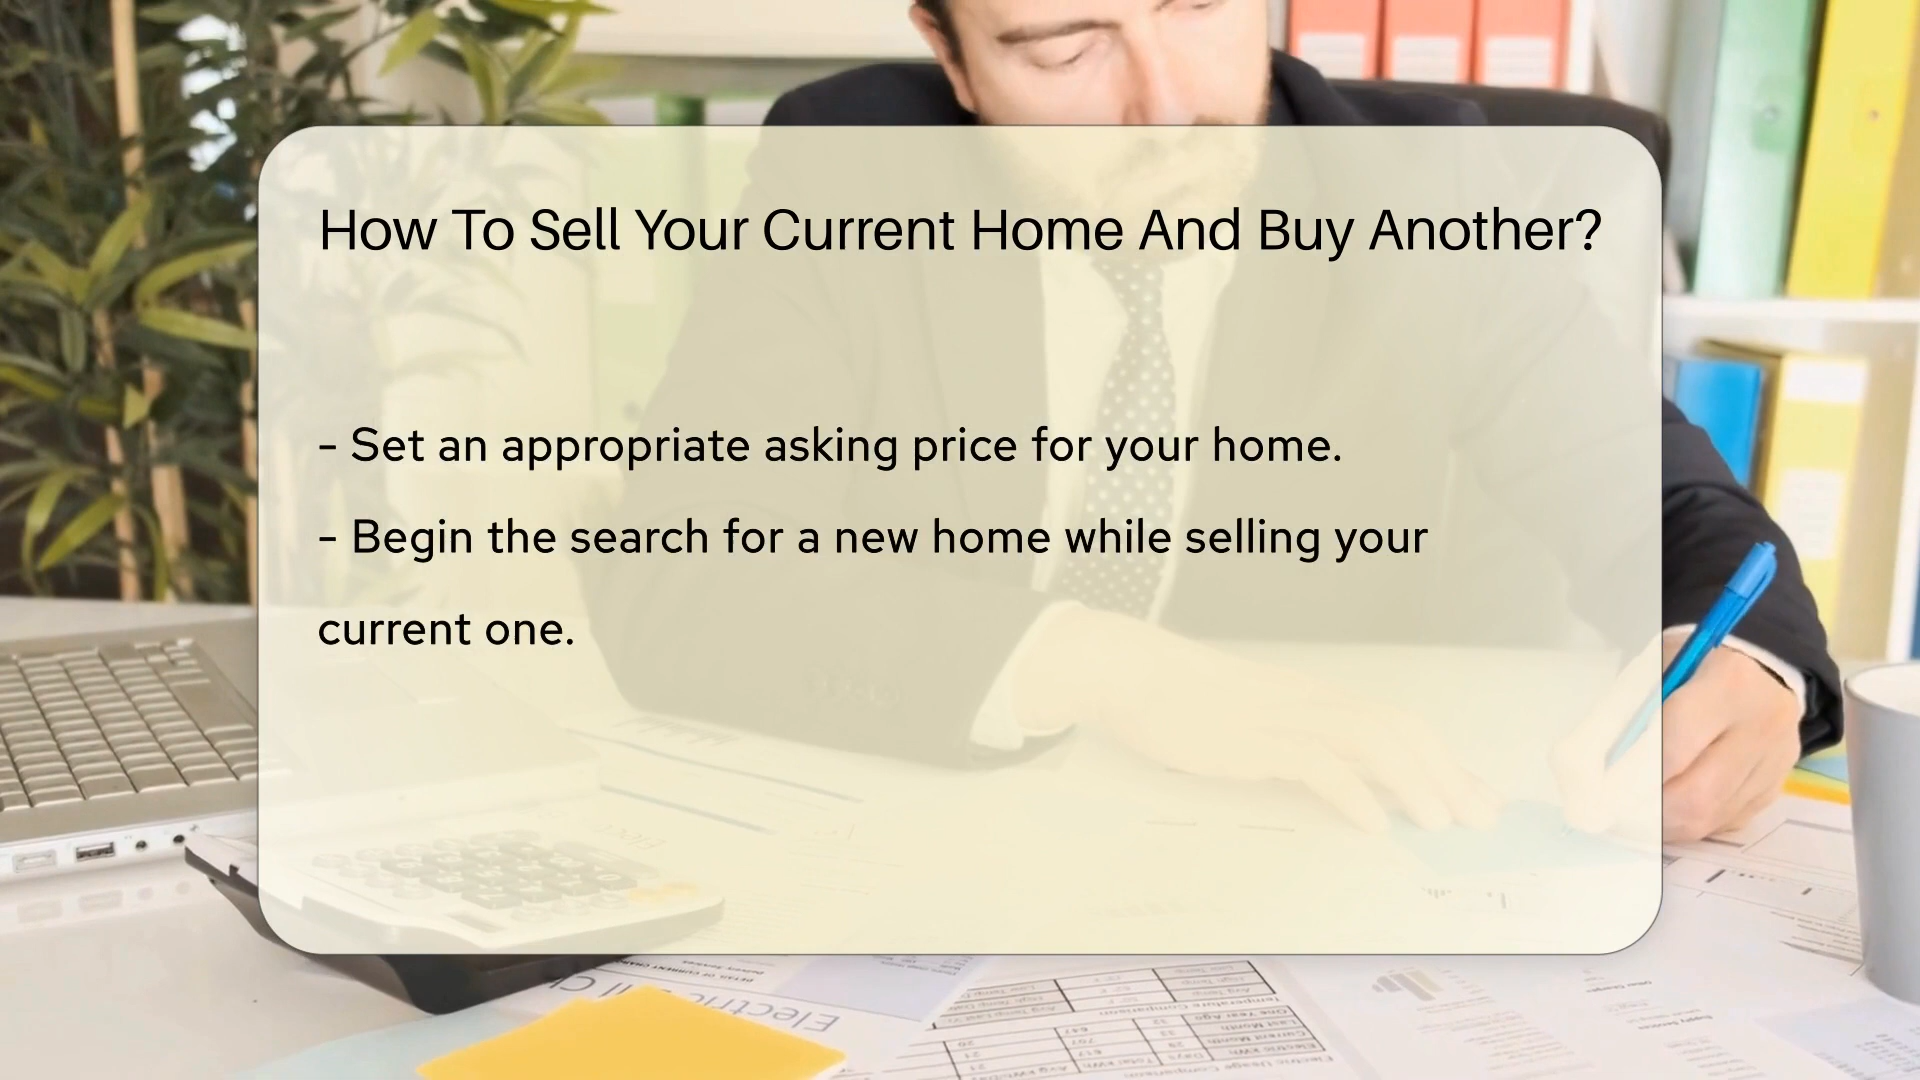 How To Sell Your Current Home And Buy Another?
- Set an appropriate asking price for your home.
- Begin the search for a new home while selling your
current one.